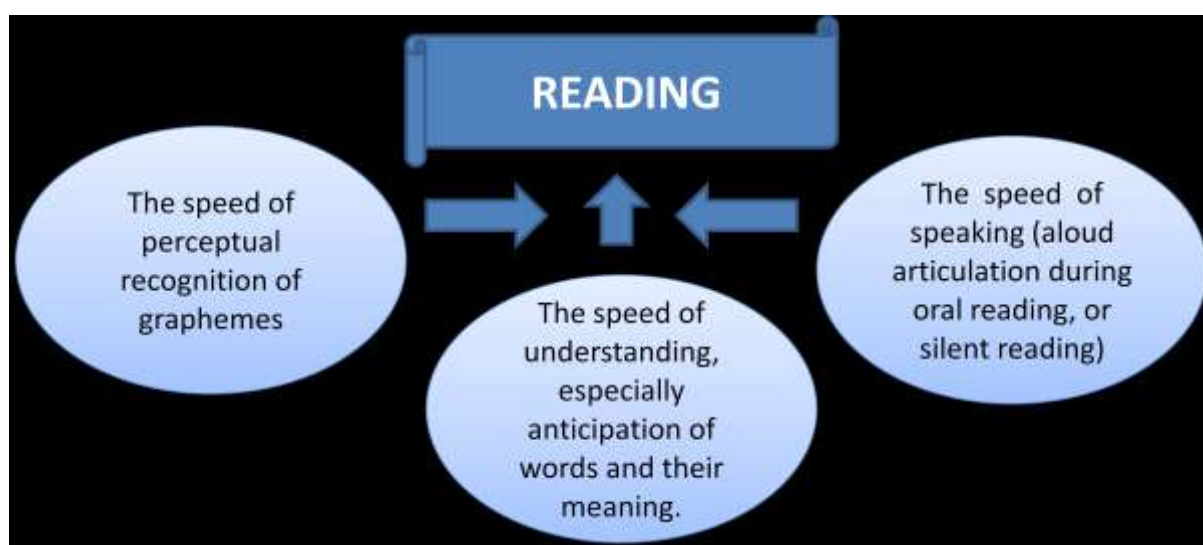 READING
The speed of
perceptual
recognition of
graphemes
The speed of
understanding,
especially
anticipation of
words and their
meaning.
The speed of
speaking (aloud
articulation during
oral reading, or
silent reading)